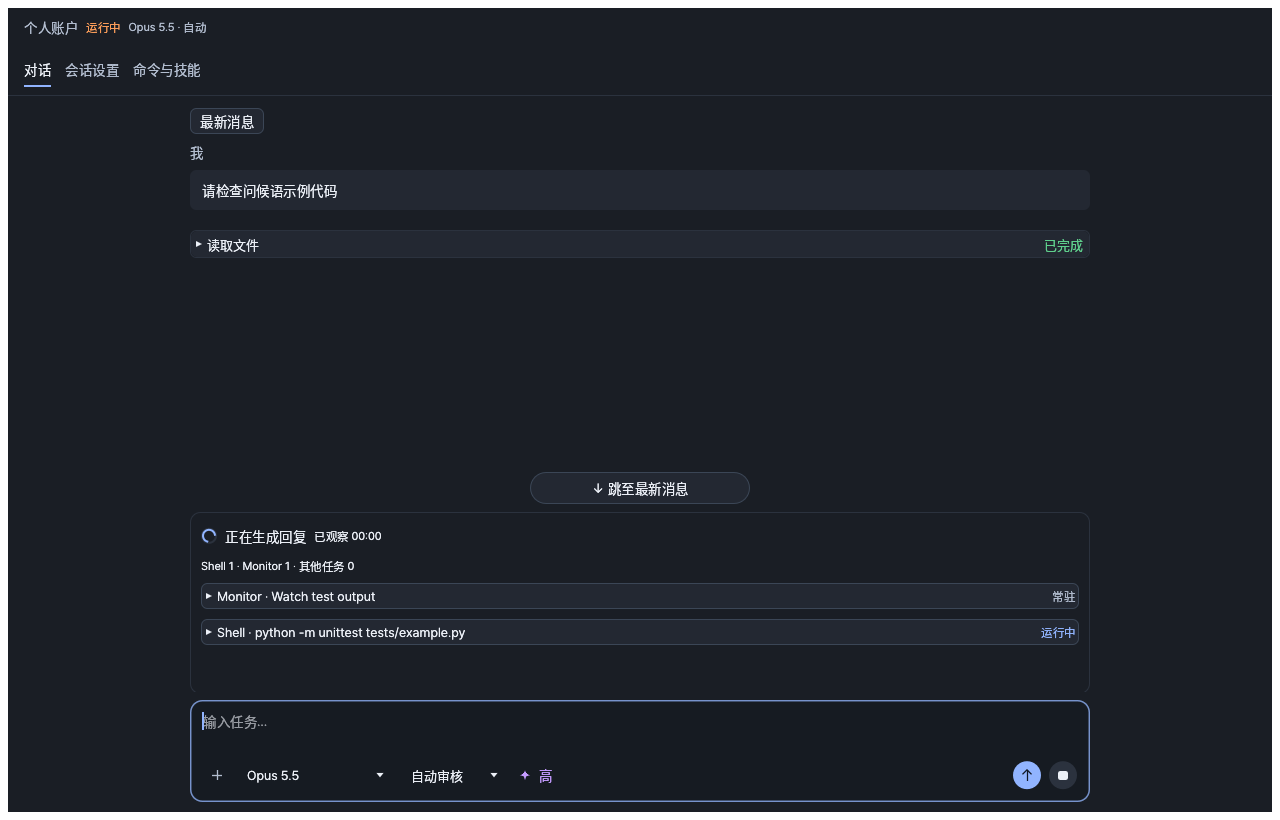 个人账户 运行中 Opus 5.5 · 自动
对话 会话设置 命令与技能
最新消息
我
请检查问候语示例代码
▸ 读取文件 已完成
↓ 跳至最新消息
正在生成回复 已观察 00:00
Shell 1 · Monitor 1 · 其他任务 0
▸ Monitor · Watch test output 常驻
▸ Shell · python -m unittest tests/example.py 运行中
输入任务...
+ Opus 5.5 ▾ 自动审核 ▾ ✦ 高